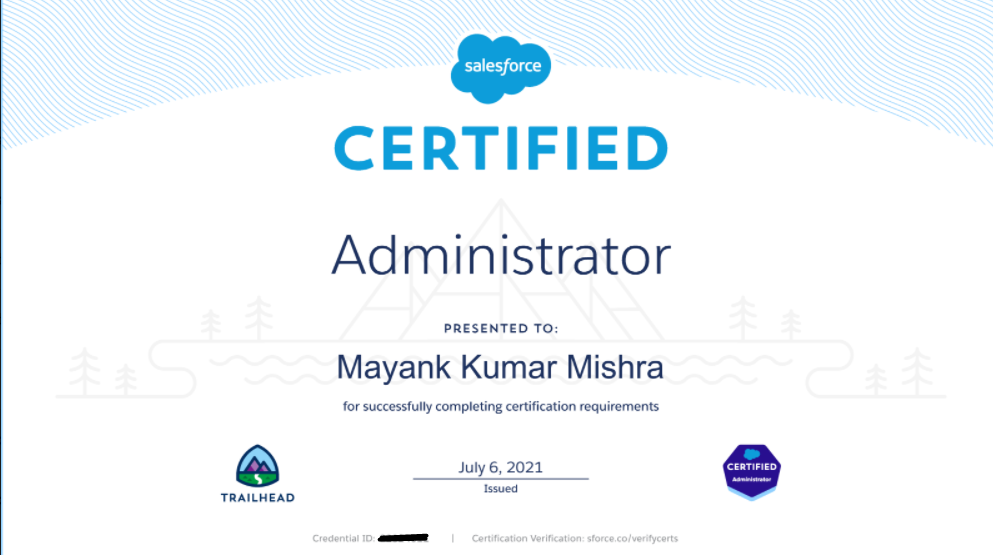 salesforce
CERTIFIED
Administrator
PRESENTED TO:
Mayank Kumar Mishra
for successfully completing certification requirements
July 6, 2021
Issued
TRAILHEAD
CERTIFIED
Administrator
Credential ID: | Certification Verification: sforce.co/verifycerts